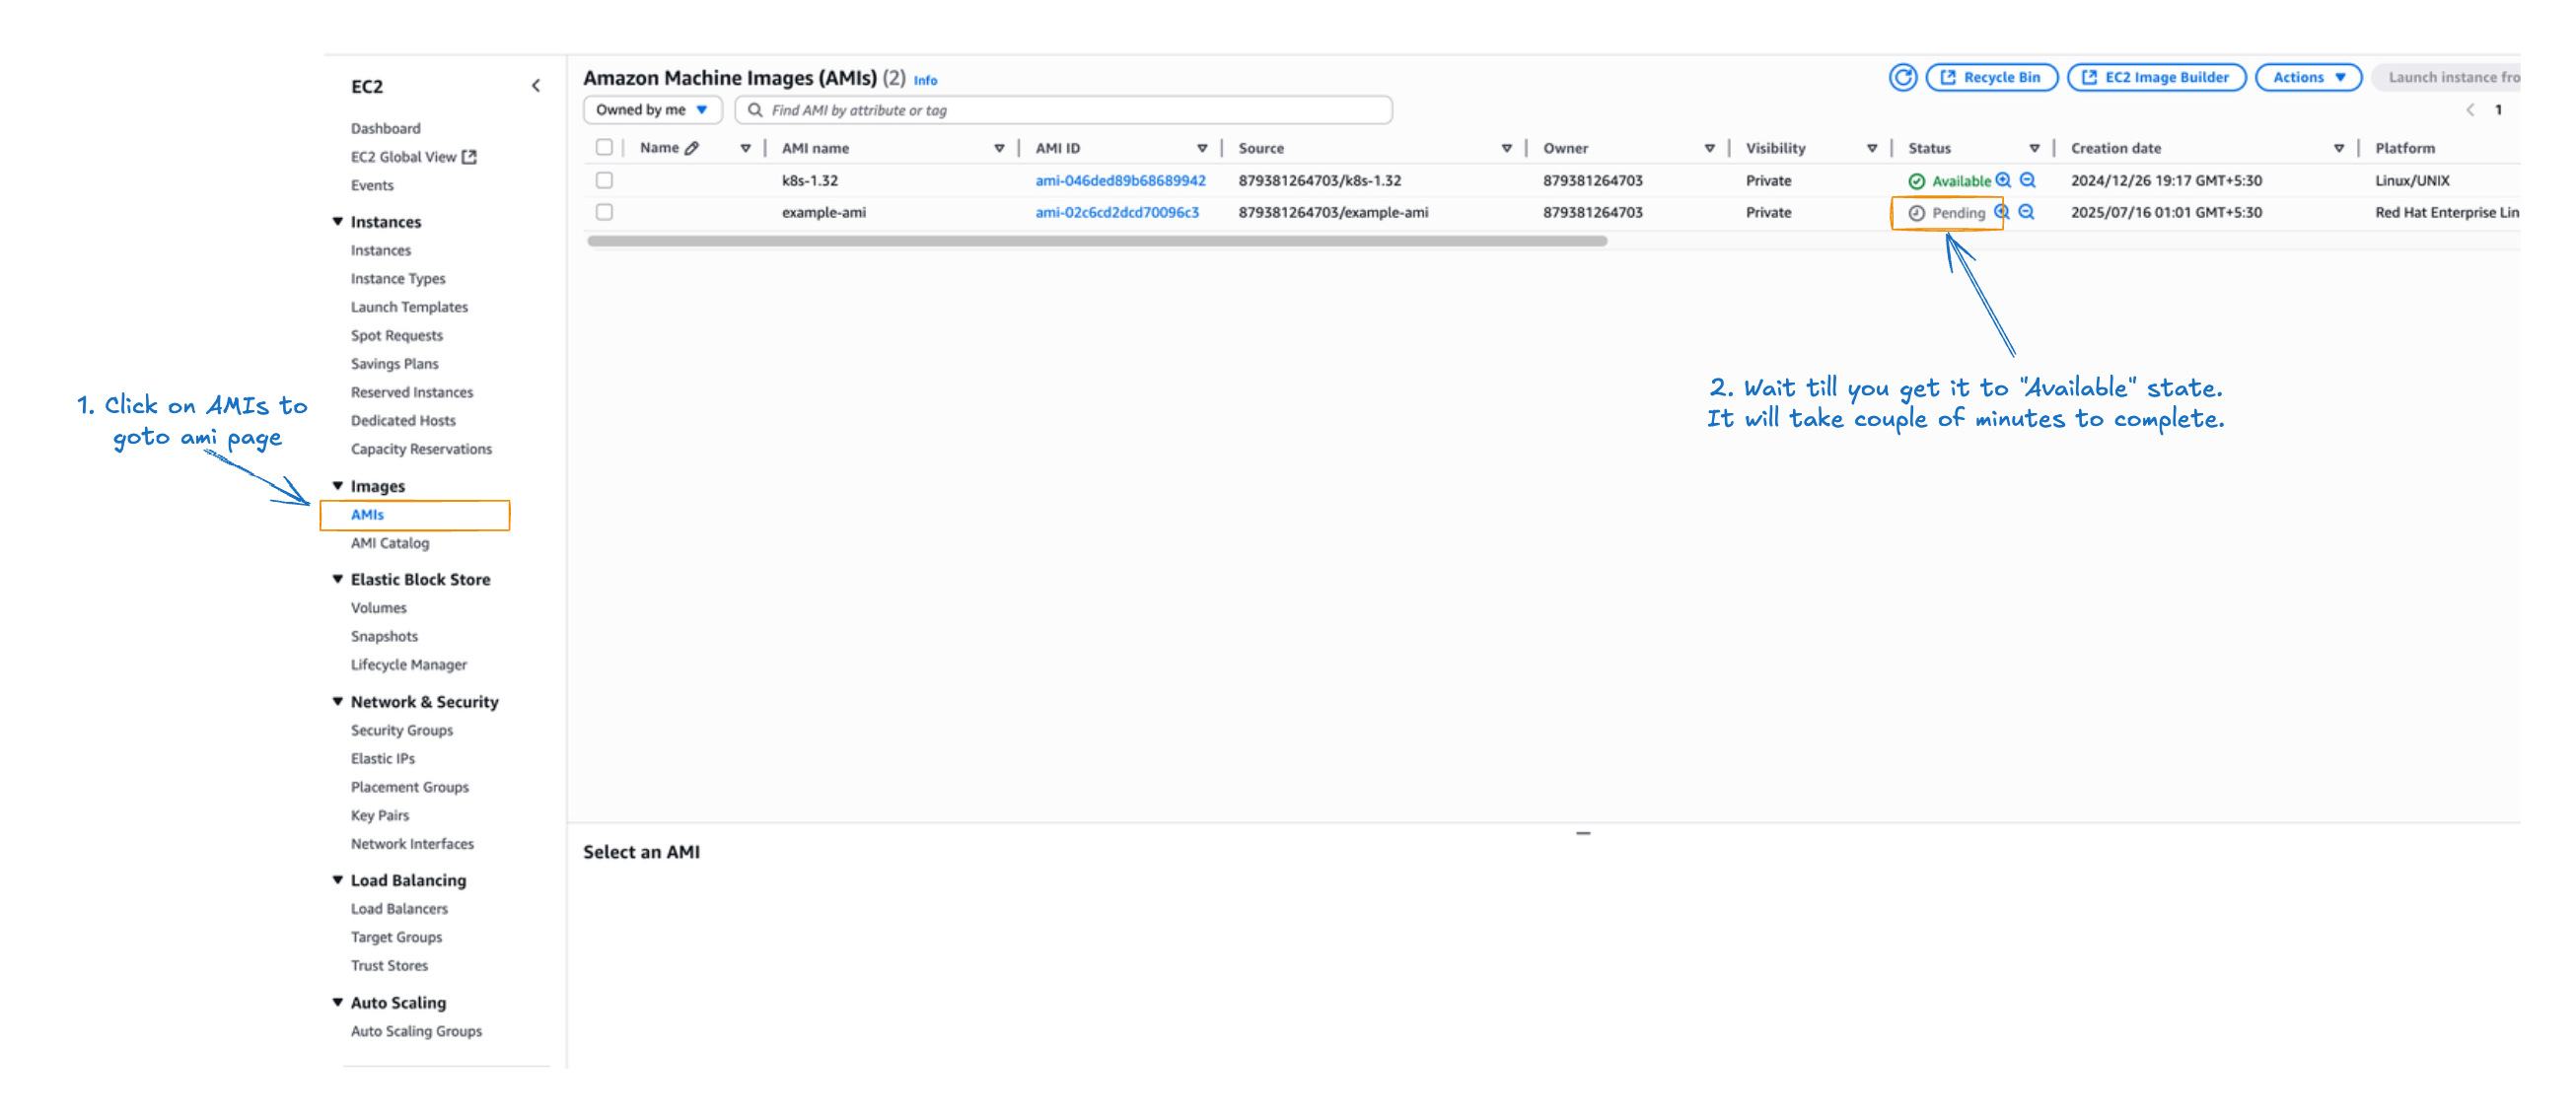 EC2
Dashboard
EC2 Global View
Events
Instances
Instances
Instance Types
Launch Templates
Spot Requests
Savings Plans
Reserved Instances
Dedicated Hosts
Capacity Reservations
Images
AMIs
AMI Catalog
Elastic Block Store
Volumes
Snapshots
Lifecycle Manager
Network & Security
Security Groups
Elastic IPs
Placement Groups
Key Pairs
Network Interfaces
Load Balancing
Load Balancers
Target Groups
Trust Stores
Auto Scaling
Auto Scaling Groups
1. Click on AMIs to
goto ami page
Amazon Machine Images (AMIs) (2) Info
Recycle Bin EC2 Image Builder Actions Launch instance fro
Owned by me Find AMI by attribute or tag 1
Name AMI name AMI ID Source Owner Visibility Status Creation date Platform
k8s-1.32 ami-046ded89b68689942 879381264703/k8s-1.32 879381264703 Private Available 2024/12/26 19:17 GMT+5:30 Linux/UNIX
example-ami ami-02c6cd2dcd70096c3 879381264703/example-ami 879381264703 Private Pending 2025/07/16 01:01 GMT+5:30 Red Hat Enterprise Lin
2. Wait till you get it to "Available" state.
It will take couple of minutes to complete.
Select an AMI